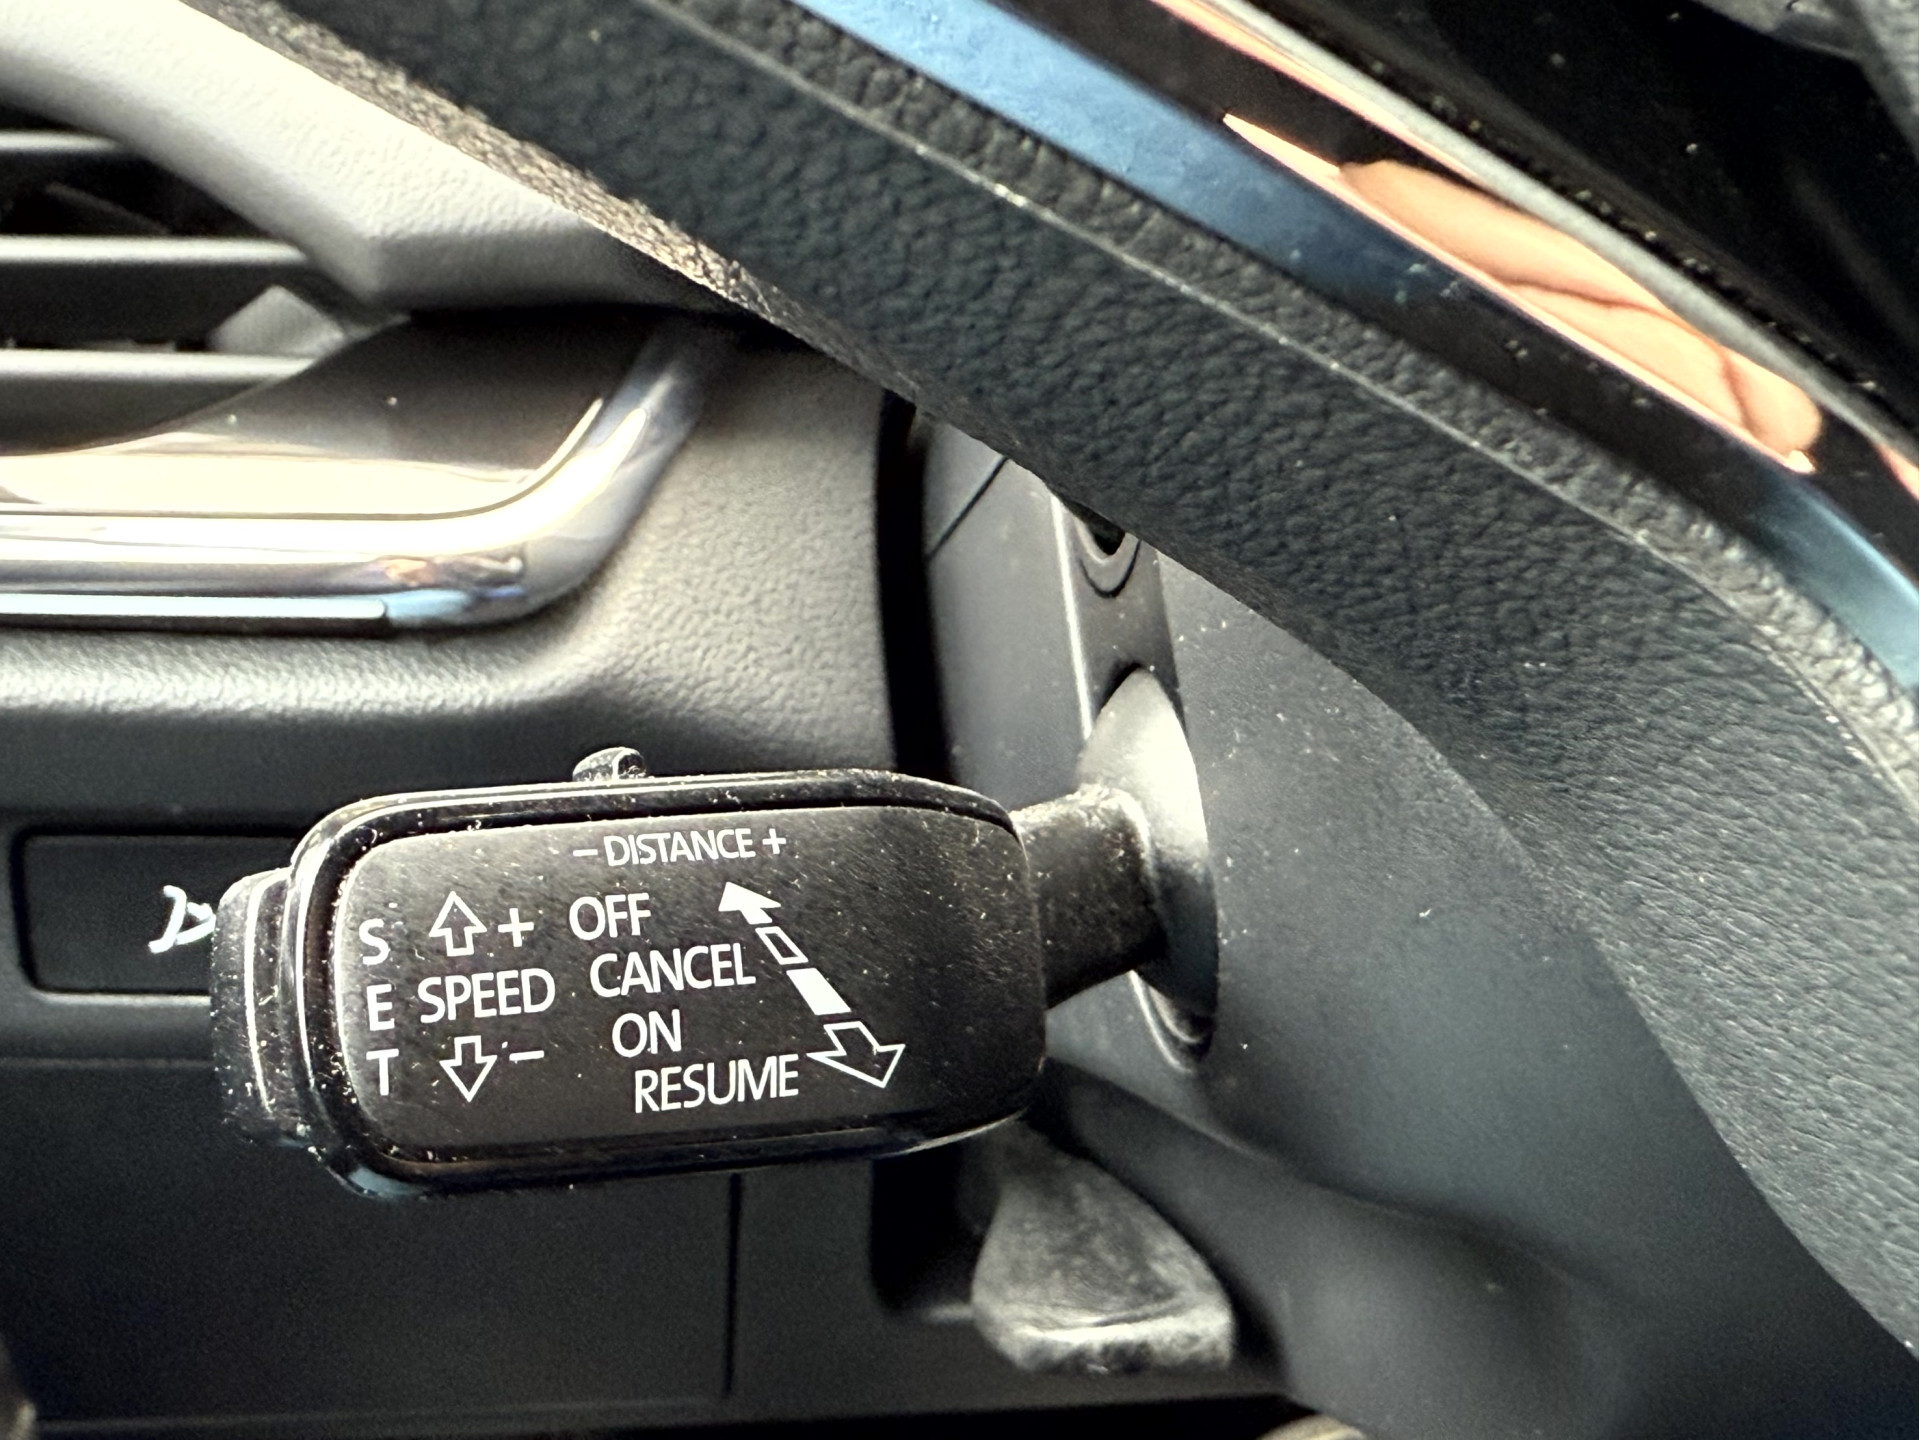 − DISTANCE +
OFF
CANCEL
ON
RESUME
S
E
T
+
SPEED
−